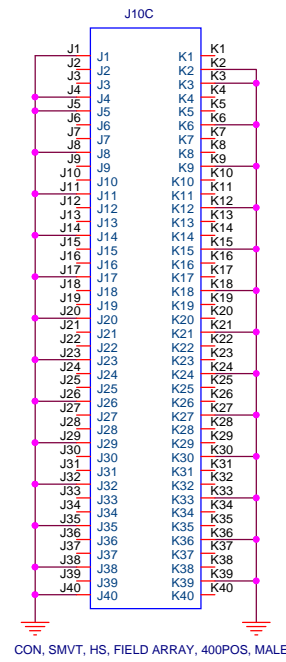 J10C
J1 J1 K1 K1
J2 J2 K2 K2
J3 J3 K3 K3
J4 J4 K4 K4
J5 J5 K5 K5
J6 J6 K6 K6
J7 J7 K7 K7
J8 J8 K8 K8
J9 J9 K9 K9
J10 J10 K10 K10
J11 J11 K11 K11
J12 J12 K12 K12
J13 J13 K13 K13
J14 J14 K14 K14
J15 J15 K15 K15
J16 J16 K16 K16
J17 J17 K17 K17
J18 J18 K18 K18
J19 J19 K19 K19
J20 J20 K20 K20
J21 J21 K21 K21
J22 J22 K22 K22
J23 J23 K23 K23
J24 J24 K24 K24
J25 J25 K25 K25
J26 J26 K26 K26
J27 J27 K27 K27
J28 J28 K28 K28
J29 J29 K29 K29
J30 J30 K30 K30
J31 J31 K31 K31
J32 J32 K32 K32
J33 J33 K33 K33
J34 J34 K34 K34
J35 J35 K35 K35
J36 J36 K36 K36
J37 J37 K37 K37
J38 J38 K38 K38
J39 J39 K39 K39
J40 J40 K40 K40
CON, SMVT, HS, FIELD ARRAY, 400POS, MALE